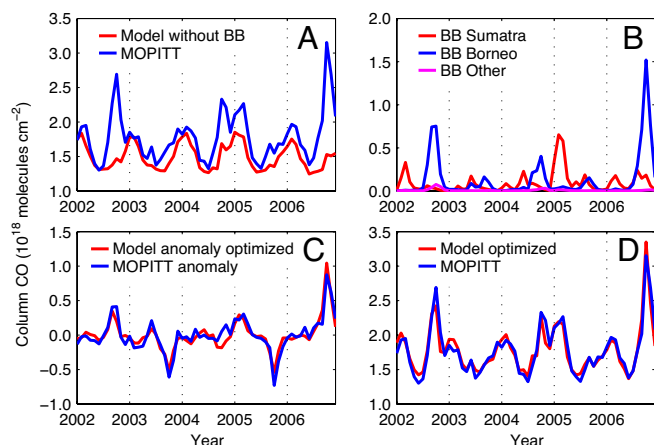 Column CO (10^18 molecules cm^-2)
A
Model without BB
MOPITT
3.5
3.0
2.5
2.0
1.5
1.0
2002 2003 2004 2005 2006
B
BB Sumatra
BB Borneo
BB Other
2.0
1.5
1.0
0.5
0.0
2002 2003 2004 2005 2006
C
Model anomaly optimized
MOPITT anomaly
1.5
1.0
0.5
0.0
−0.5
−1.0
2002 2003 2004 2005 2006
Year
D
Model optimized
MOPITT
3.5
3.0
2.5
2.0
1.5
1.0
2002 2003 2004 2005 2006
Year